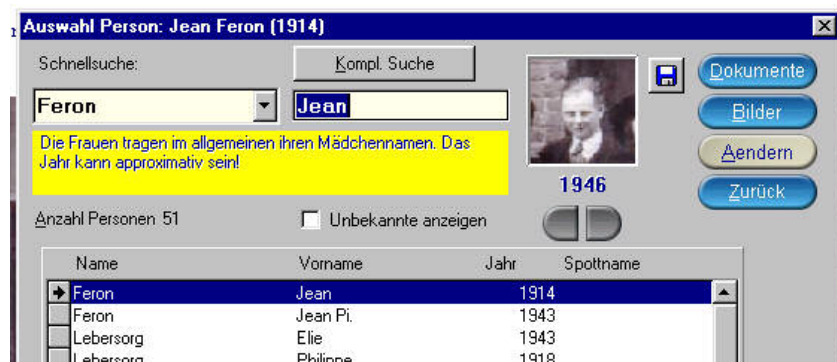 Auswahl Person: Jean Feron (1914)
Schnellsuche:
Kompl. Suche
Feron
Jean
Die Frauen tragen im allgemeinen ihren Mädchennamen. Das
Jahr kann approximativ sein!
1946
Dokumente
Bilder
Aendern
Zurück
Anzahl Personen 51
Unbekannte anzeigen
Name Vorname Jahr Spottname
Feron Jean 1914
Feron Jean Pi. 1943
Lebersorg Elie 1943
Lebersorg Philippe 1918